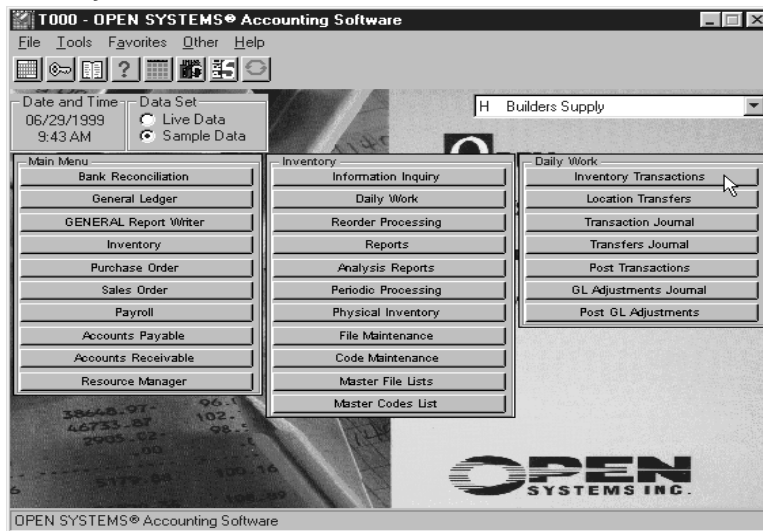 T000 - OPEN SYSTEMS® Accounting Software
File Tools Favorites Other Help
Date and Time
06/29/1999
9:43 AM
Data Set
Live Data
Sample Data
H Builders Supply
Main Menu
Bank Reconciliation
General Ledger
GENERAL Report Writer
Inventory
Purchase Order
Sales Order
Payroll
Accounts Payable
Accounts Receivable
Resource Manager
Inventory
Information Inquiry
Daily Work
Reorder Processing
Reports
Analysis Reports
Periodic Processing
Physical Inventory
File Maintenance
Code Maintenance
Master File Lists
Master Codes List
Daily Work
Inventory Transactions
Location Transfers
Transaction Journal
Transfers Journal
Post Transactions
GL Adjustments Journal
Post GL Adjustments
OPEN
SYSTEMS INC.
OPEN SYSTEMS® Accounting Software